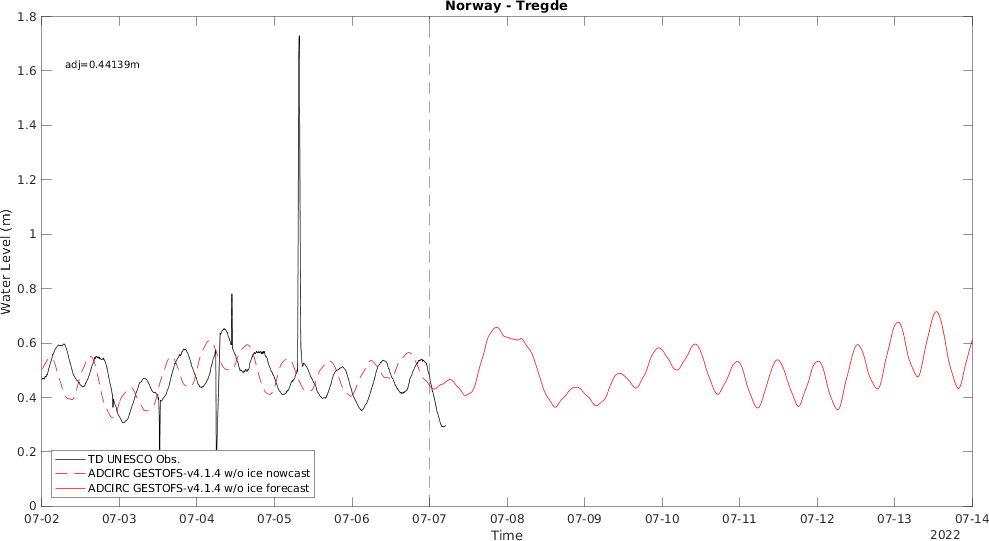 Norway - Tregde
1.8
adj=0.44139m
1.6
1.4
1.2
1
Water Level (m)
0.8
0.6
0.4
0.2
0
TD UNESCO Obs.
ADCIRC GESTOFS-v4.1.4 w/o ice nowcast
ADCIRC GESTOFS-v4.1.4 w/o ice forecast
07-02 07-03 07-04 07-05 07-06 07-07 07-08 07-09 07-10 07-11 07-12 07-13 07-14
Time
2022